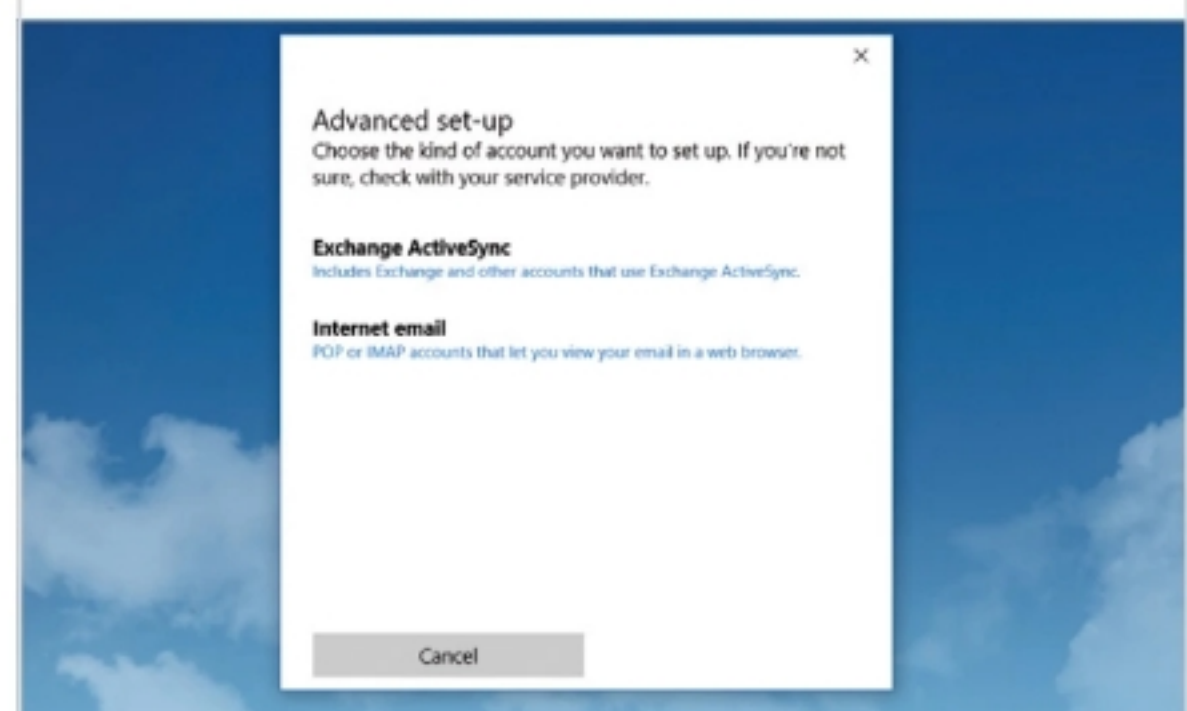 Advanced set-up
Choose the kind of account you want to set up. If you're not
sure, check with your service provider.
Exchange ActiveSync
Includes Exchange and other accounts that use Exchange ActiveSync.
Internet email
POP or IMAP accounts that let you view your email in a web browser.
Cancel